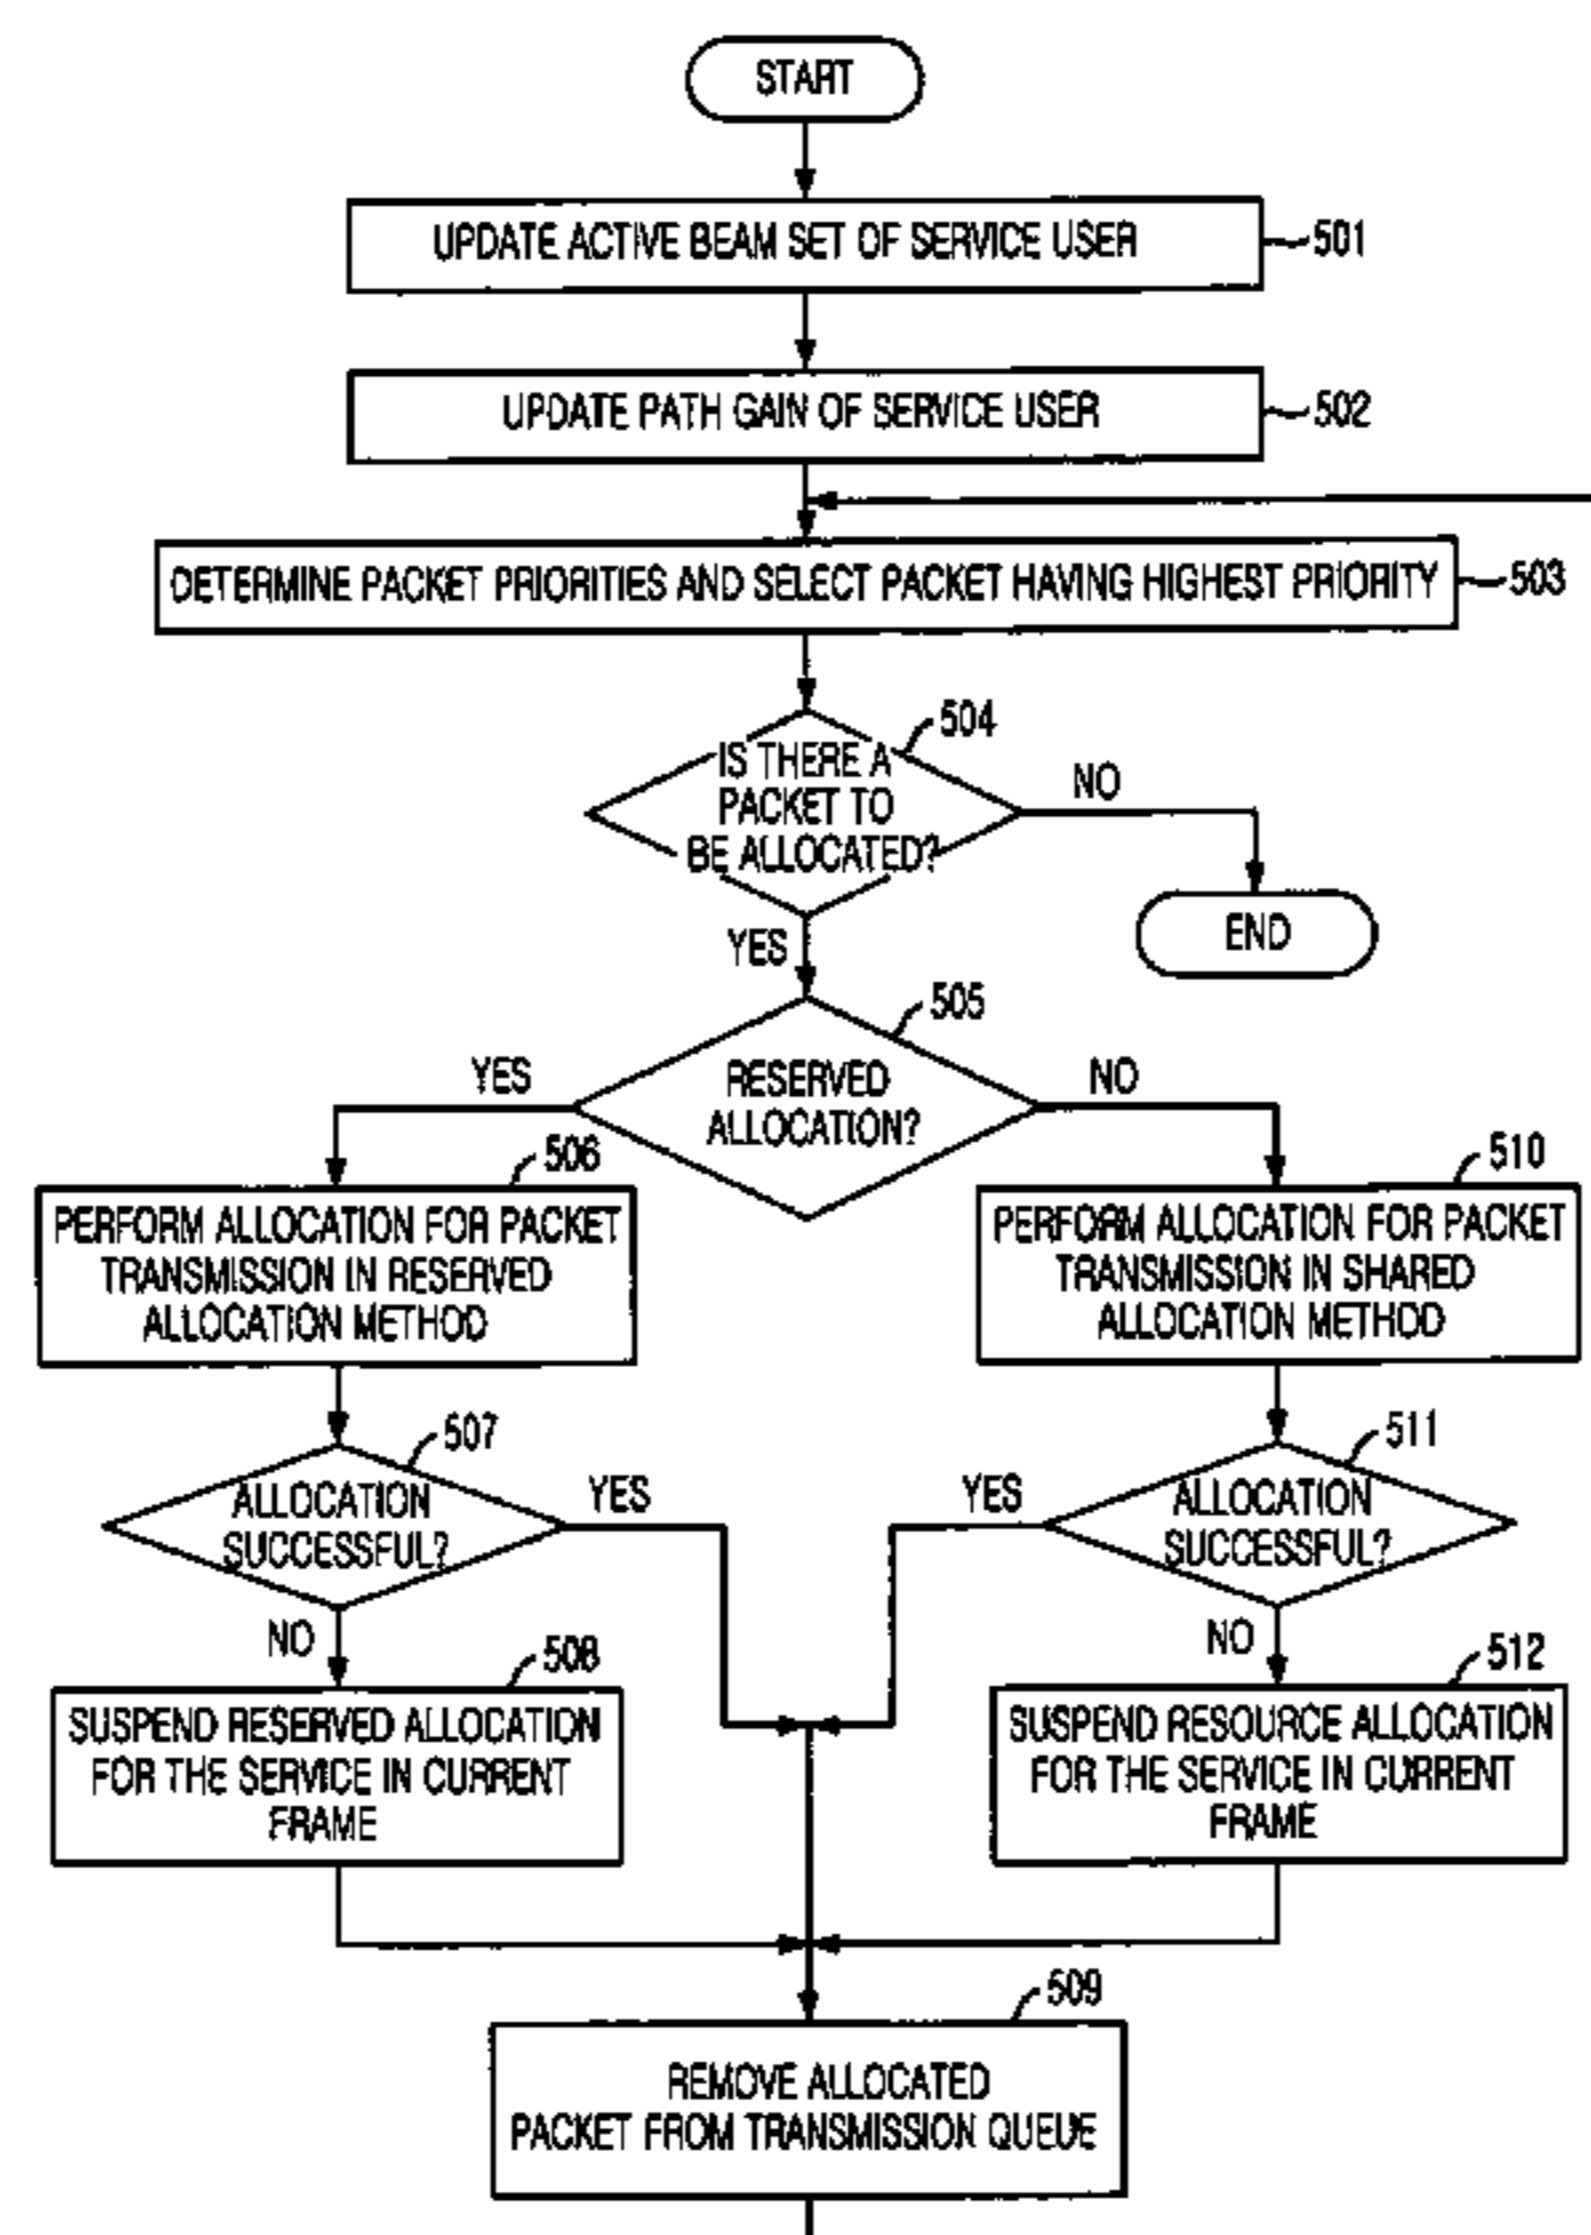 START
UPDATE ACTIVE BEAM SET OF SERVICE USER
501
UPDATE PATH GAIN OF SERVICE USER
502
DETERMINE PACKET PRIORITIES AND SELECT PACKET HAVING HIGHEST PRIORITY
503
504
IS THERE A
PACKET TO
BE ALLOCATED?
NO
END
YES
505
RESERVED
ALLOCATION?
YES
NO
506
PERFORM ALLOCATION FOR PACKET
TRANSMISSION IN RESERVED
ALLOCATION METHOD
510
PERFORM ALLOCATION FOR PACKET
TRANSMISSION IN SHARED
ALLOCATION METHOD
507
ALLOCATION
SUCCESSFUL?
YES
NO
511
ALLOCATION
SUCCESSFUL?
YES
NO
508
SUSPEND RESERVED ALLOCATION
FOR THE SERVICE IN CURRENT
FRAME
512
SUSPEND RESOURCE ALLOCATION
FOR THE SERVICE IN CURRENT
FRAME
509
REMOVE ALLOCATED
PACKET FROM TRANSMISSION QUEUE